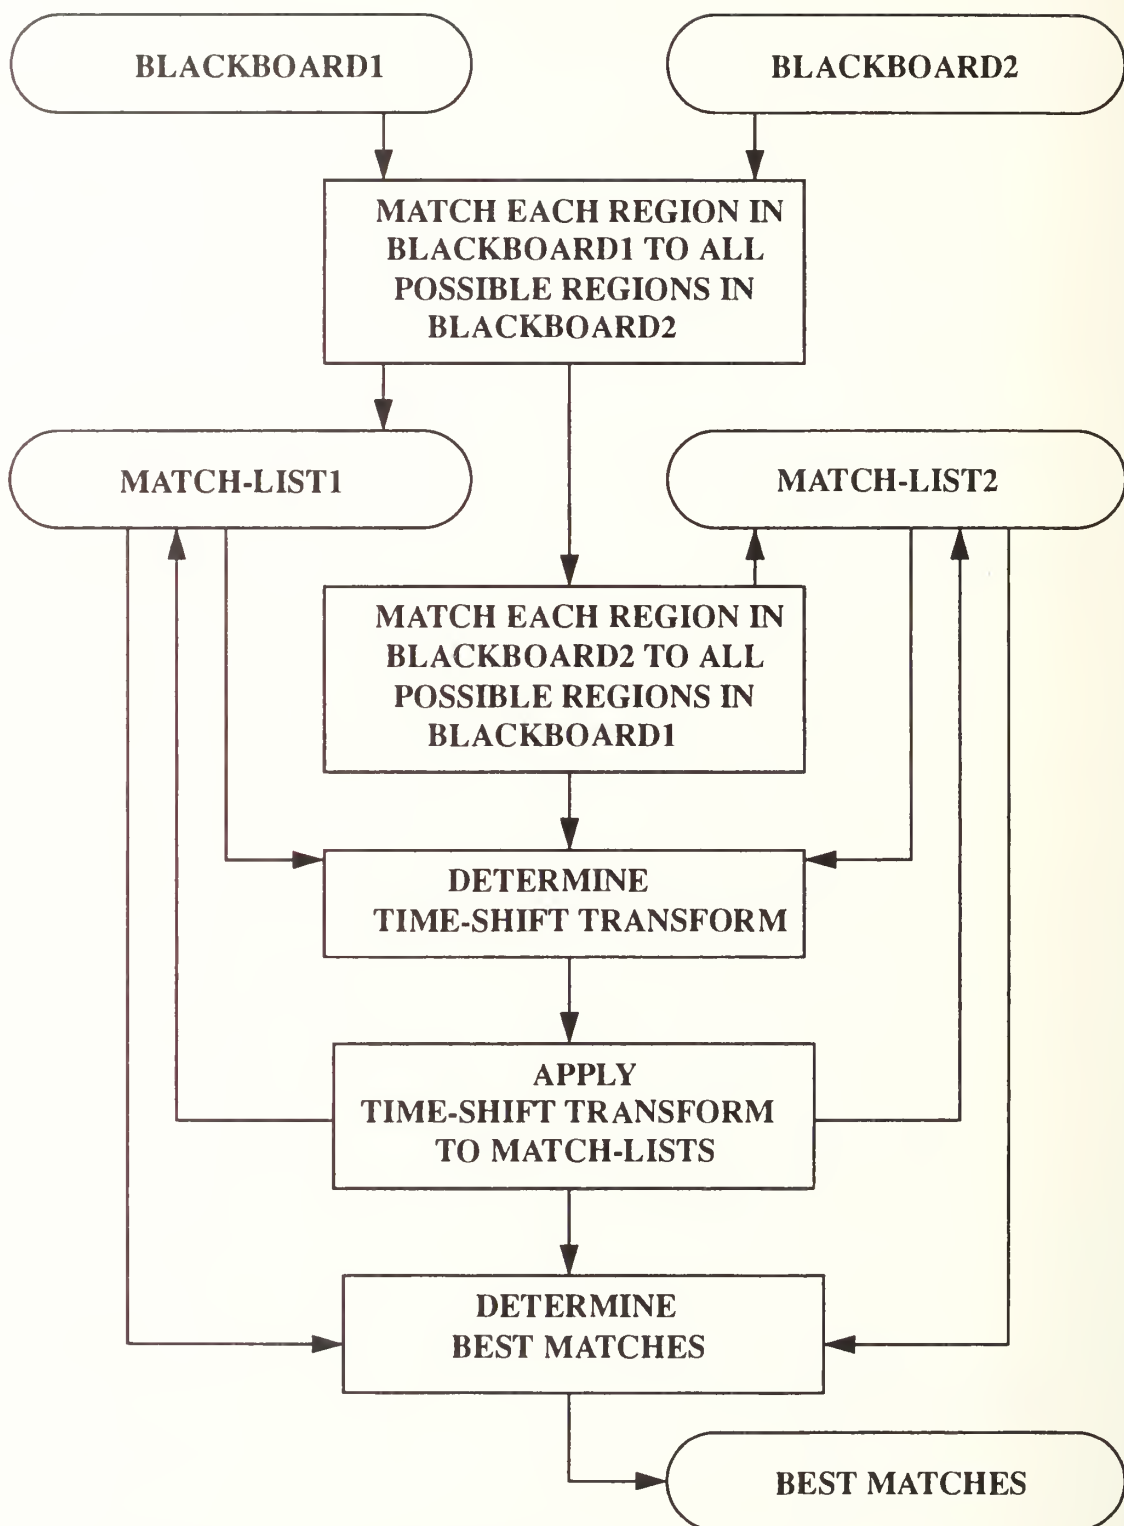 BLACKBOARD1
BLACKBOARD2
MATCH EACH REGION IN
BLACKBOARD1 TO ALL
POSSIBLE REGIONS IN
BLACKBOARD2
MATCH-LIST1
MATCH-LIST2
MATCH EACH REGION IN
BLACKBOARD2 TO ALL
POSSIBLE REGIONS IN
BLACKBOARD1
DETERMINE
TIME-SHIFT TRANSFORM
APPLY
TIME-SHIFT TRANSFORM
TO MATCH-LISTS
DETERMINE
BEST MATCHES
BEST MATCHES